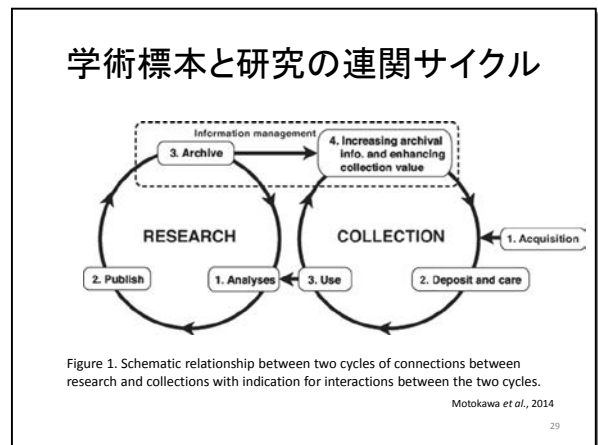 学術標本と研究の連関サイクル
Information management
3. Archive
4. Increasing archival
info. and enhancing
collection value
RESEARCH
COLLECTION
1. Acquisition
2. Publish
1. Analyses
3. Use
2. Deposit and care
Figure 1. Schematic relationship between two cycles of connections between
research and collections with indication for interactions between the two cycles.
Motokawa et al., 2014
29